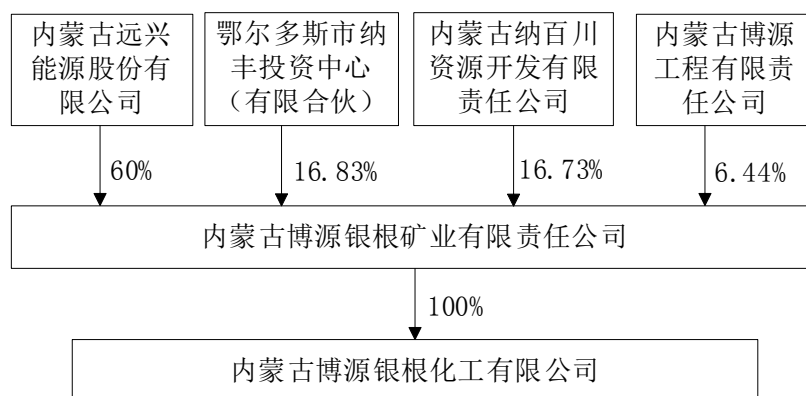 内蒙古远兴
能源股份有
限公司
鄂尔多斯市纳
丰投资中心
（有限合伙）
内蒙古纳百川
资源开发有限
责任公司
内蒙古博源
工程有限责
任公司
60%
16.83%
16.73%
6.44%
内蒙古博源银根矿业有限责任公司
100%
内蒙古博源银根化工有限公司